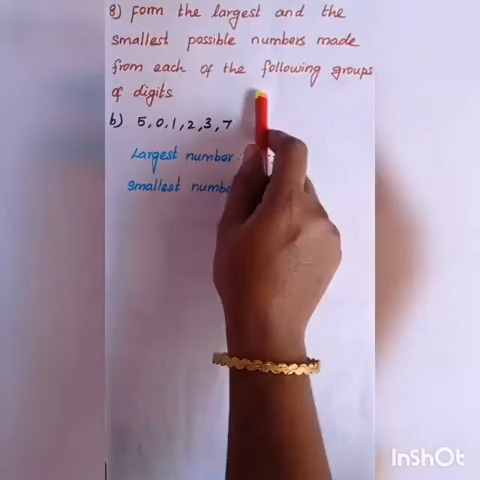 8) Form the largest and the
smallest possible numbers made
from each of the following groups
of digits
b) 5, 0, 1, 2, 3, 7
Largest number
Smallest
InShOt